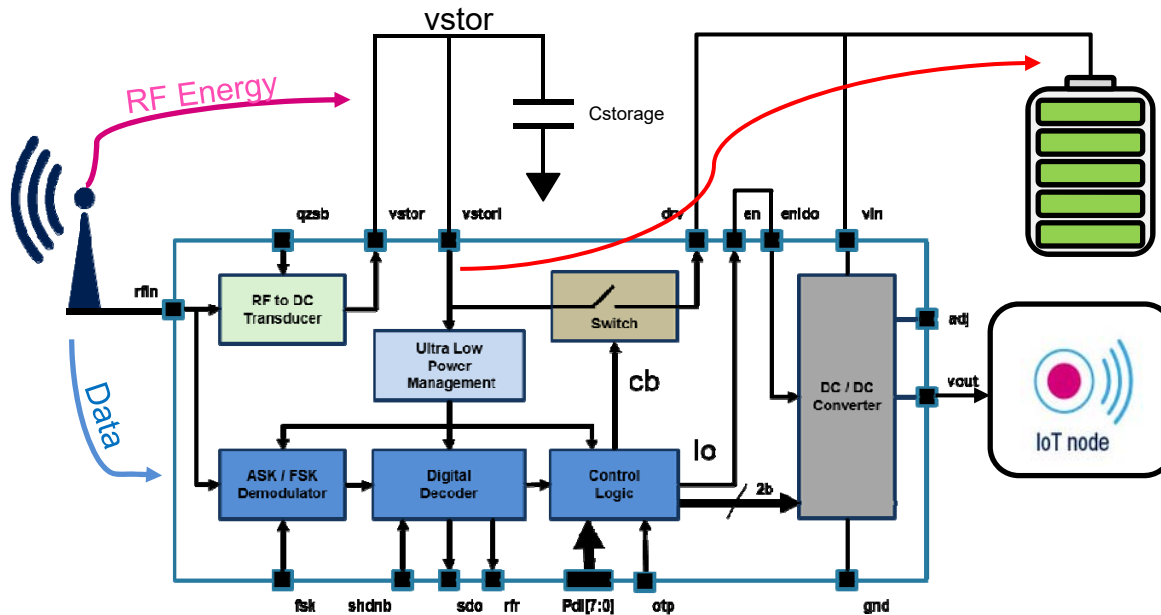 vstor
RF Energy
Cstorage
qzsb
vstor
vstori
drv
en
enldo
vin
rfin
RF to DC
Transducer
Switch
Ultra Low
Power
Management
cb
adj
DC / DC
Converter
vout
IoT node
Data
lo
ASK / FSK
Demodulator
Digital
Decoder
Control
Logic
2b
fsk
shdnb
sdo
rfr
Pdi[7:0]
otp
gnd